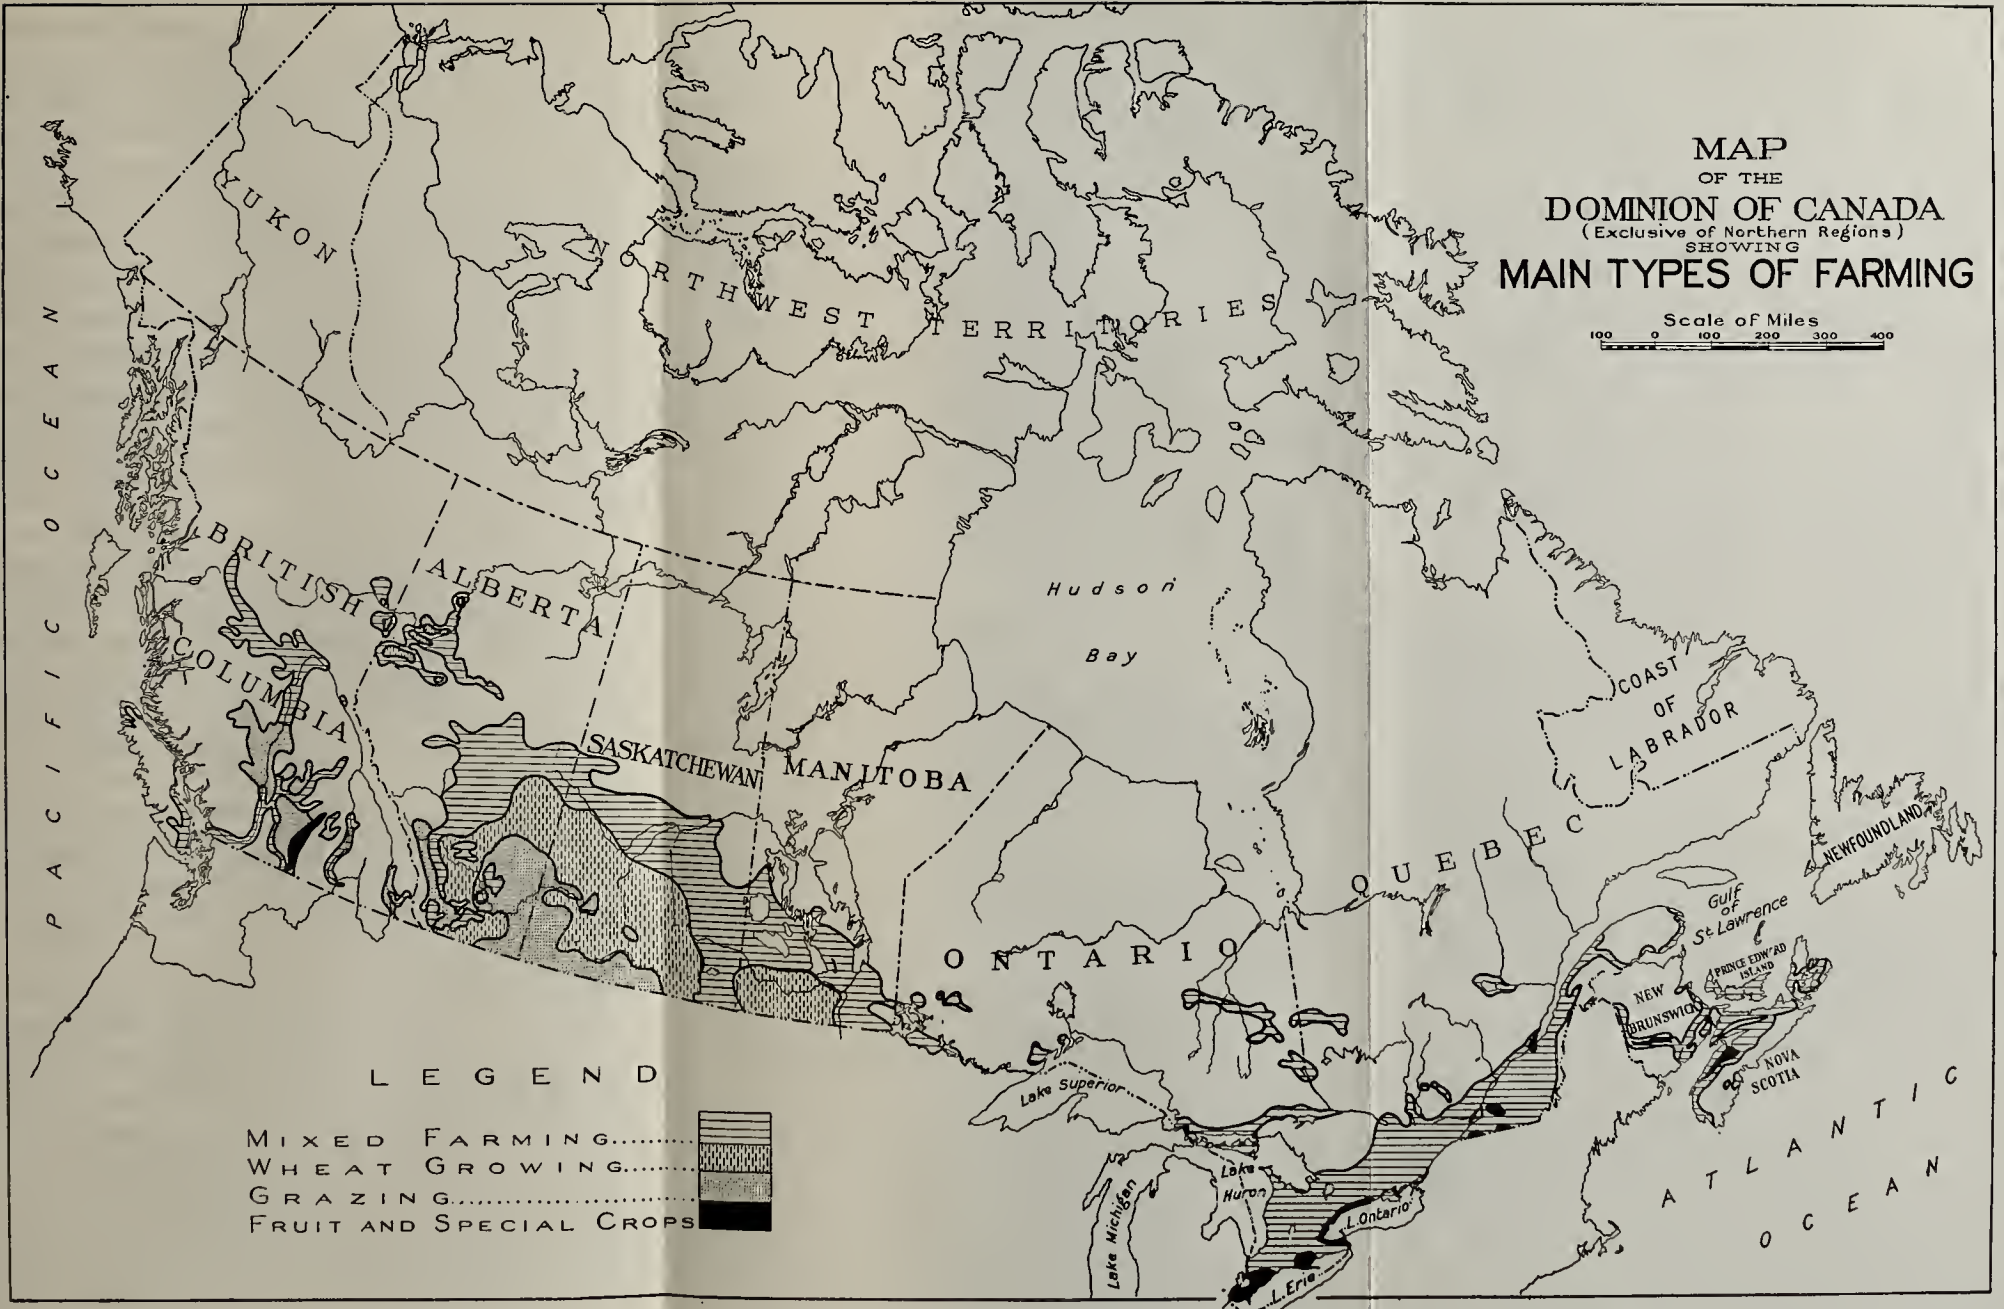 MAP
OF THE
DOMINION OF CANADA
(Exclusive of Northern Regions)
SHOWING
MAIN TYPES OF FARMING
Scale of Miles
100 0 100 200 300 400
YUKON
NORTHWEST TERRITORIES
PACIFIC OCEAN
BRITISH
COLUMBIA
ALBERTA
SASKATCHEWAN
MANITOBA
Hudson
Bay
ONTARIO
QUEBEC
COAST
OF
LABRADOR
NEWFOUNDLAND
Gulf
of
St. Lawrence
PRINCE EDW'ARD
ISLAND
NEW
BRUNSWICK
NOVA
SCOTIA
Lake Superior
Lake Michigan
Lake
Huron
L. Ontario
L. Erie
ATLANTIC
OCEAN
LEGEND
MIXED FARMING..........
WHEAT GROWING........
GRAZING............................
FRUIT AND SPECIAL CROPS